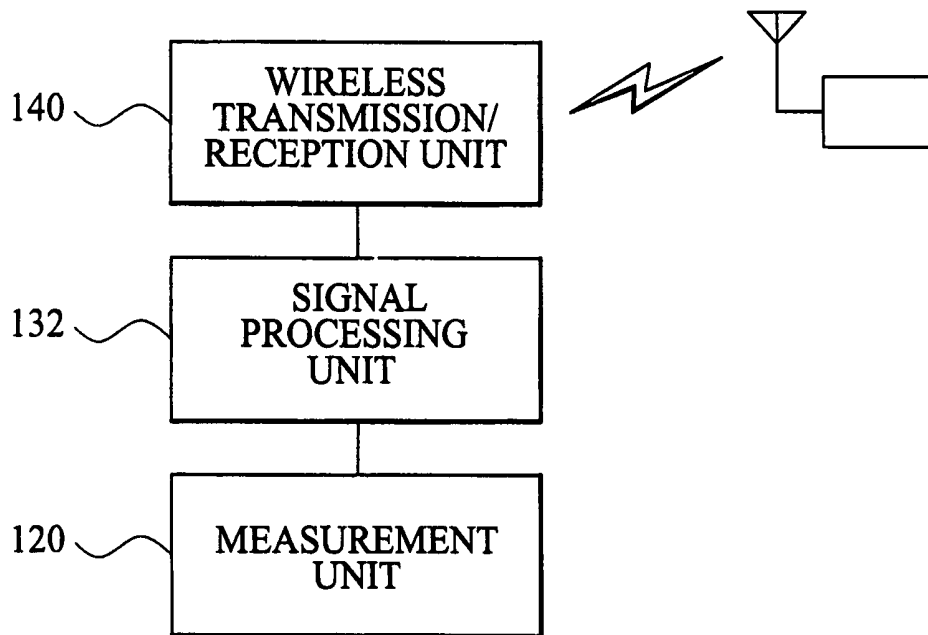 WIRELESS
140
TRANSMISSION/
RECEPTION UNIT
SIGNAL
132
PROCESSING
UNIT
120
MEASUREMENT
UNIT